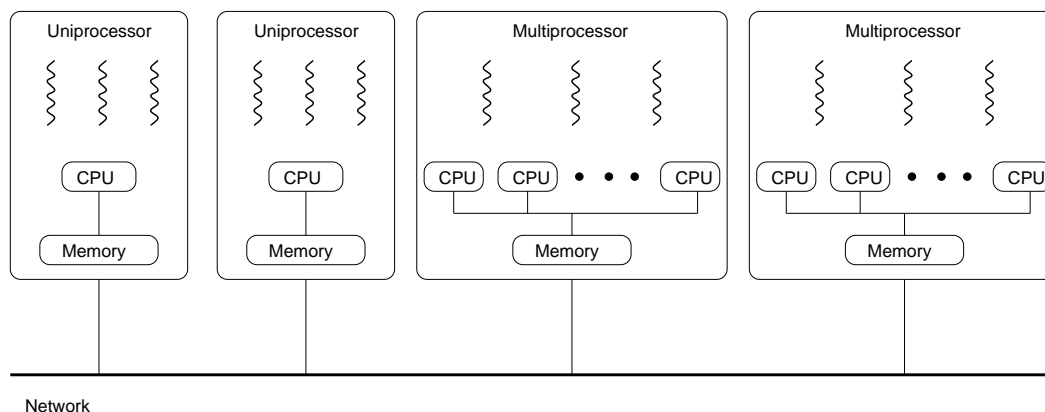 Uniprocessor
Uniprocessor
Multiprocessor
Multiprocessor
CPU
CPU
CPU
CPU
CPU
CPU
CPU
CPU
Memory
Memory
Memory
Memory
Network